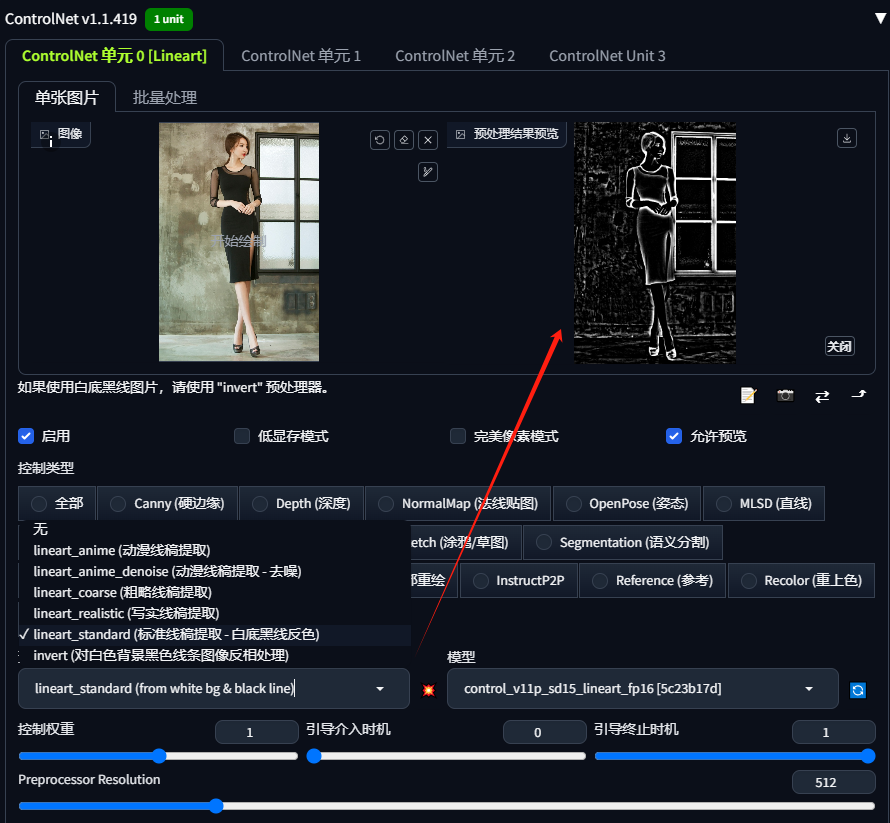 ControlNet v1.1.419 1 unit
ControlNet 单元 0 [Lineart] ControlNet 单元 1 ControlNet 单元 2 ControlNet Unit 3
单张图片 批量处理
图像 预处理结果预览
开始绘制
关闭
如果使用白底黑线图片，请使用 "invert" 预处理器。
启用 低显存模式 完美像素模式 允许预览
控制类型
全部 Canny (硬边缘) Depth (深度) NormalMap (法线贴图) OpenPose (姿态) MLSD (直线)
无
etch (涂鸦/草图) Segmentation (语义分割)
lineart_anime (动漫线稿提取)
lineart_anime_denoise (动漫线稿提取 - 去噪)
部重绘 InstructP2P Reference (参考) Recolor (重上色)
lineart_coarse (粗略线稿提取)
lineart_realistic (写实线稿提取)
✓ lineart_standard (标准线稿提取 - 白底黑线反色)
invert (对白色背景黑色线条图像反相处理)
模型
lineart_standard (from white bg & black line) control_v11p_sd15_lineart_fp16 [5c23b17d]
控制权重 1 引导介入时机 0 引导终止时机 1
Preprocessor Resolution 512